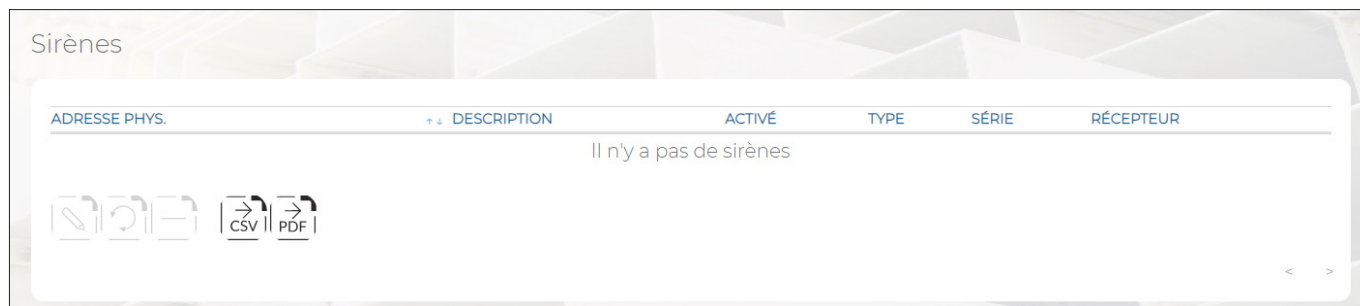 Sirènes
ADRESSE PHYS. ↑↓ DESCRIPTION ACTIVÉ TYPE SÉRIE RÉCEPTEUR
Il n'y a pas de sirènes
CSV PDF
< >